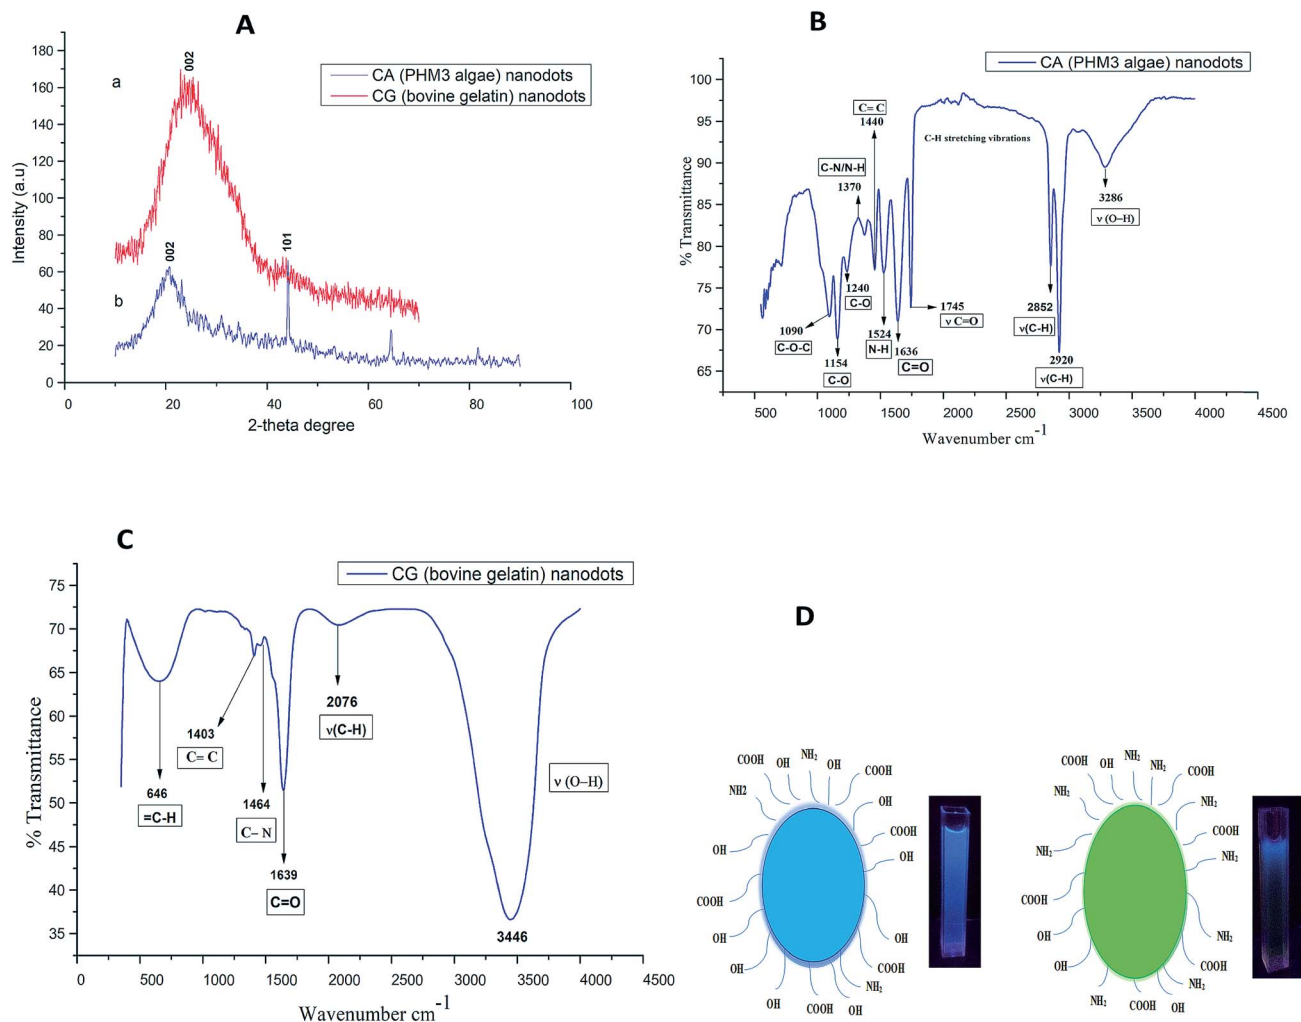 A
a
b
002
002
101
CA (PHM3 algae) nanodots
CG (bovine gelatin) nanodots
Intensity (a.u)
180
160
140
120
100
80
60
40
20
0
0 20 40 60 80 100
2-theta degree
B
CA (PHM3 algae) nanodots
% Transmittance
100
95
90
85
80
75
70
65
C= C
1440
C-N/N-H
1370
C-H stretching vibrations
3286
ν (O–H)
1240
C-O
1745
ν C=O
1090
C-O-C
1524
N-H
1636
C=O
1154
C-O
2852
ν(C-H)
2920
ν(C-H)
500 1000 1500 2000 2500 3000 3500 4000 4500
Wavenumber cm-1
C
CG (bovine gelatin) nanodots
% Transmittance
75
70
65
60
55
50
45
40
35
646
=C-H
1403
C= C
1464
C– N
1639
C=O
2076
ν(C-H)
ν (O–H)
3446
0 500 1000 1500 2000 2500 3000 3500 4000 4500
Wavenumber cm-1
D
COOH
OH
NH2
OH
COOH
NH2
OH
COOH
OH
OH
COOH
OH
OH
OH
COOH
NH2
OH
COOH
OH
COOH
OH
NH2
NH2
COOH
NH2
NH2
COOH
NH2
NH2
COOH
OH
NH2
OH
COOH
NH2
NH2
COOH
OH